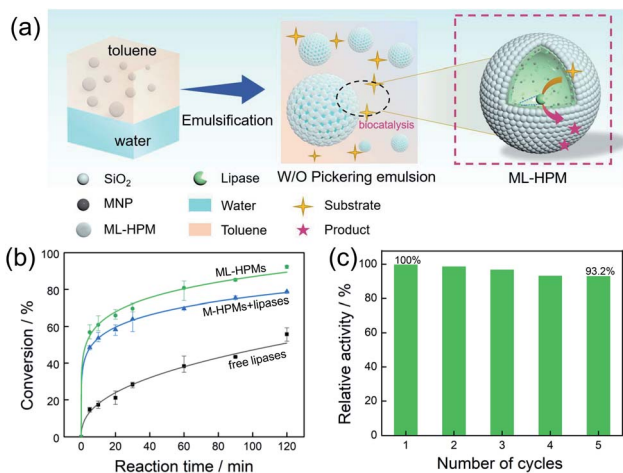 (a)
toluene
water
Emulsification
biocatalysis
W/O Pickering emulsion
ML-HPM
SiO₂
Lipase
MNP
Water
Substrate
ML-HPM
Toluene
Product
(b)
100
80
60
40
20
0
Conversion / %
ML-HPMs
M-HPMs+lipases
free lipases
0 20 40 60 80 100 120
Reaction time / min
(c)
100
80
60
40
20
0
Relative activity / %
100%
93.2%
1 2 3 4 5
Number of cycles